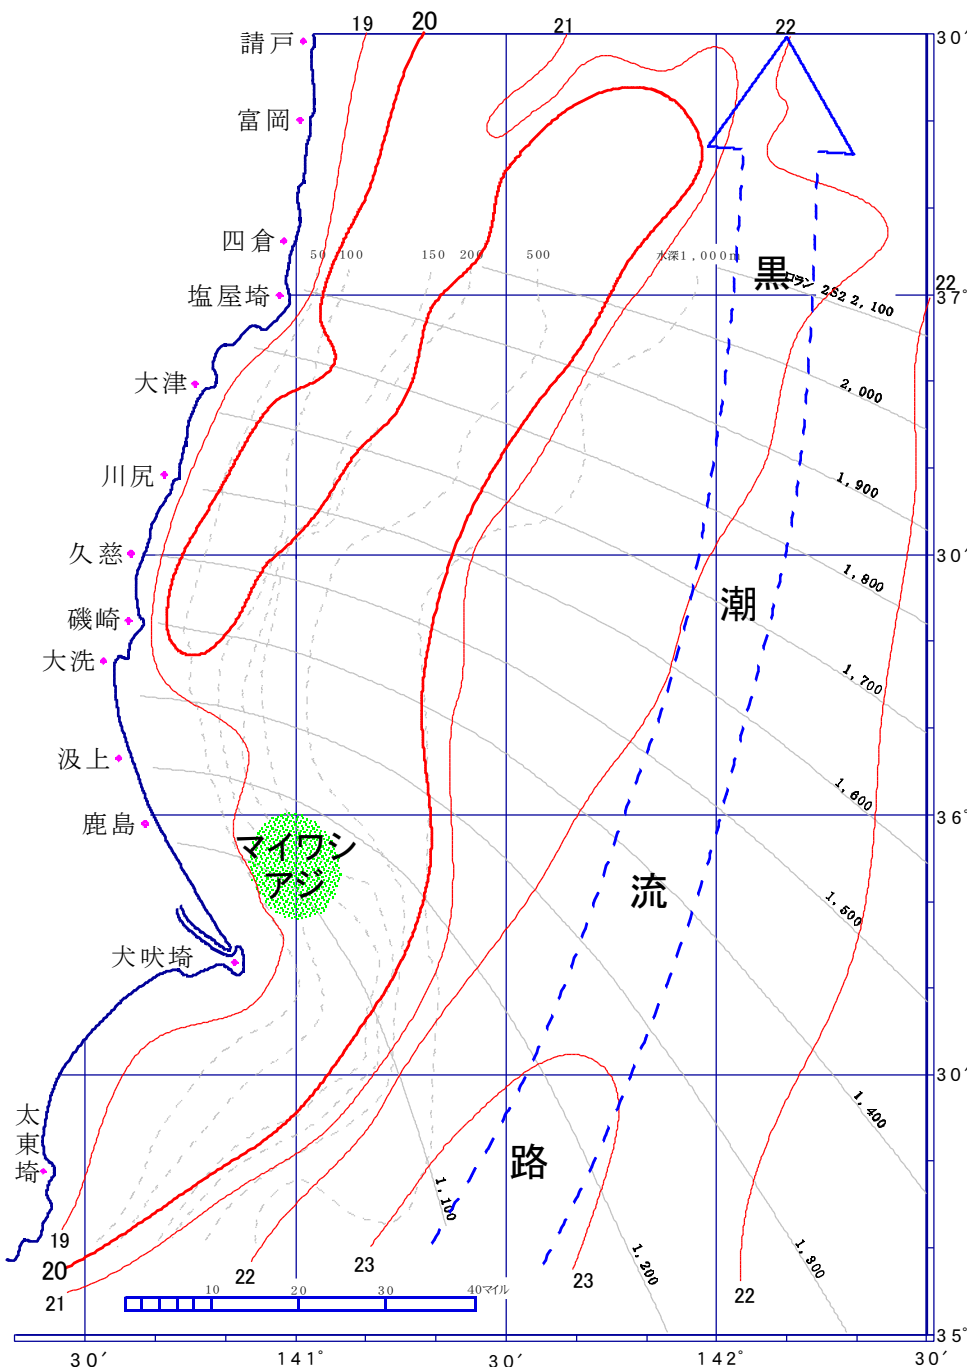 19
20
21
22
30′
請戸
富岡
四倉
塩屋埼
大津
川尻
久慈
磯崎
大洗
汲上
鹿島
犬吠埼
太東埼
50
100
150
200
500
水深1,000m
黒
潮
流
路
ロラン 2S2 2,100
22
37°
2,000
1,900
30′
1,800
1,700
1,600
36°
マイワシ
アジ
1,500
30′
1,400
1,100
1,200
1,300
19
20
21
22
23
23
22
10
20
30
40マイル
35°
30′
141°
30′
142°
30′